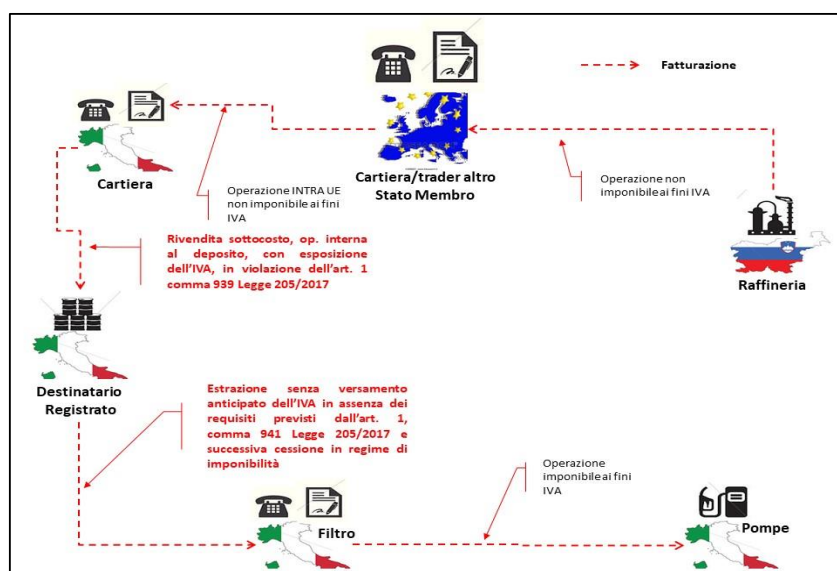 Fatturazione
Cartiera
Cartiera/trader altro
Stato Membro
Operazione INTRA UE
non imponibile ai fini
IVA
Operazione non
imponibile ai fini IVA
Raffineria
Rivendita sottocosto, op. interna
al deposito, con esposizione
dell'IVA, in violazione dell'art. 1
comma 939 Legge 205/2017
Destinatario
Registrato
Estrazione senza versamento
anticipato dell'IVA in assenza dei
requisiti previsti dall'art. 1,
comma 941 Legge 205/2017 e
successiva cessione in regime di
imponibilità
Operazione
imponibile ai fini
IVA
Filtro
Pompe